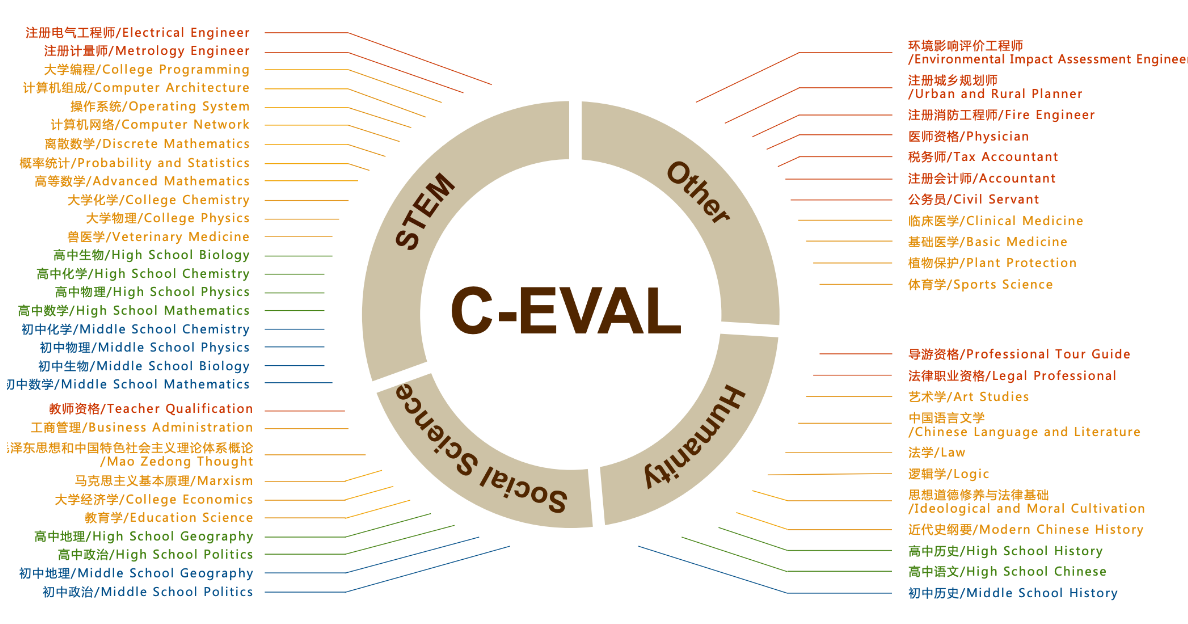 注册电气工程师/Electrical Engineer
注册计量师/Metrology Engineer
大学编程/College Programming
计算机组成/Computer Architecture
操作系统/Operating System
计算机网络/Computer Network
离散数学/Discrete Mathematics
概率统计/Probability and Statistics
高等数学/Advanced Mathematics
大学化学/College Chemistry
大学物理/College Physics
兽医学/Veterinary Medicine
高中生物/High School Biology
高中化学/High School Chemistry
高中物理/High School Physics
高中数学/High School Mathematics
初中化学/Middle School Chemistry
初中物理/Middle School Physics
初中生物/Middle School Biology
初中数学/Middle School Mathematics
教师资格/Teacher Qualification
工商管理/Business Administration
毛泽东思想和中国特色社会主义理论体系概论
/Mao Zedong Thought
马克思主义基本原理/Marxism
大学经济学/College Economics
教育学/Education Science
高中地理/High School Geography
高中政治/High School Politics
初中地理/Middle School Geography
初中政治/Middle School Politics
STEM
Other
C-EVAL
Social Science
Humanity
环境影响评价工程师
/Environmental Impact Assessment Engineer
注册城乡规划师
/Urban and Rural Planner
注册消防工程师/Fire Engineer
医师资格/Physician
税务师/Tax Accountant
注册会计师/Accountant
公务员/Civil Servant
临床医学/Clinical Medicine
基础医学/Basic Medicine
植物保护/Plant Protection
体育学/Sports Science
导游资格/Professional Tour Guide
法律职业资格/Legal Professional
艺术学/Art Studies
中国语言文学
/Chinese Language and Literature
法学/Law
逻辑学/Logic
思想道德修养与法律基础
/Ideological and Moral Cultivation
近代史纲要/Modern Chinese History
高中历史/High School History
高中语文/High School Chinese
初中历史/Middle School History